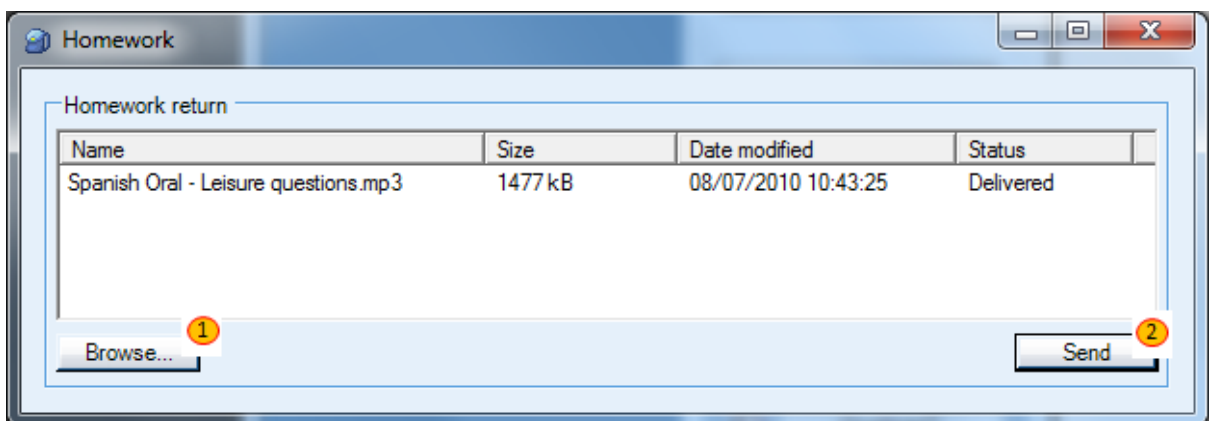 Homework
Homework return
Name Size Date modified Status
Spanish Oral - Leisure questions.mp3 1477 kB 08/07/2010 10:43:25 Delivered
1 2
Browse... Send